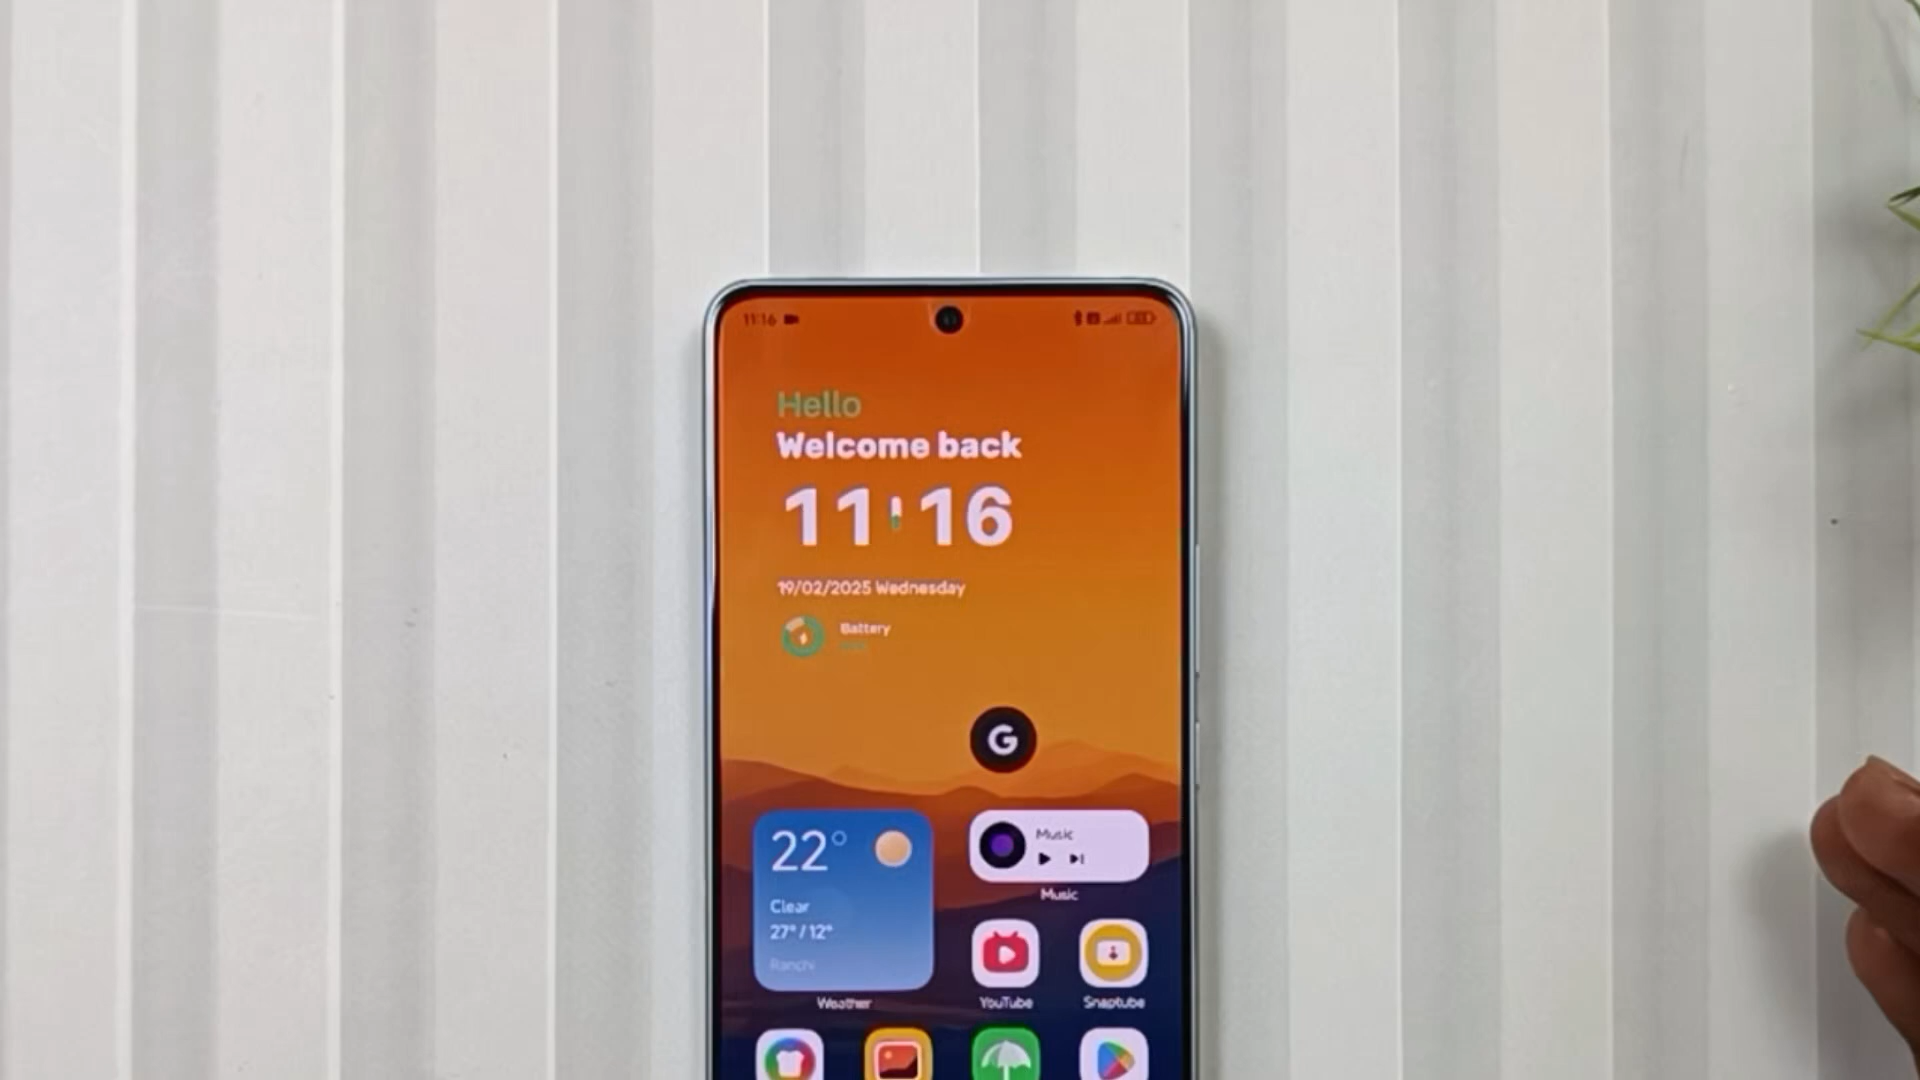 11:16
Hello
Welcome back
11:16
19/02/2025 Wednesday
Battery
G
22°
Clear
27° / 12°
Ranchi
Weather
Music
Music
YouTube
Snaptube